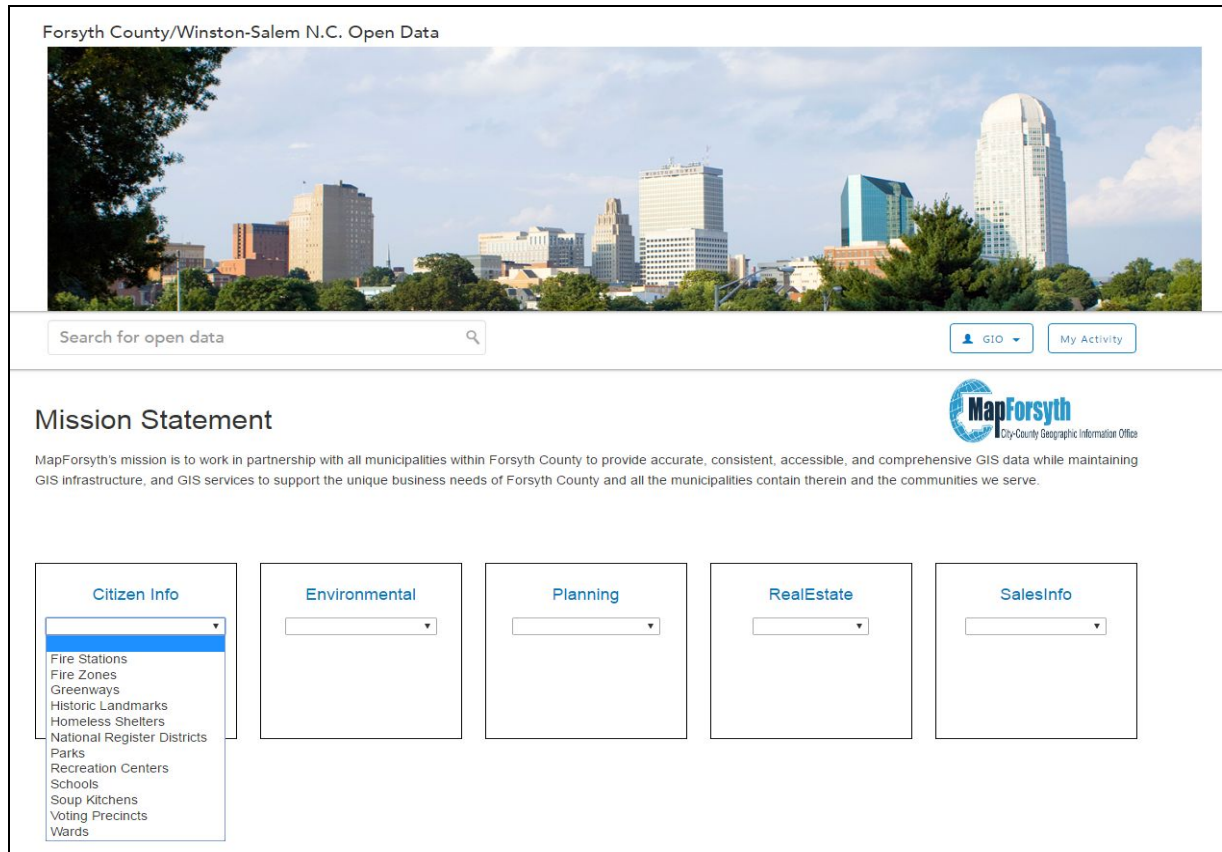 Forsyth County/Winston-Salem N.C. Open Data
Search for open data
GIO
My Activity
MapForsyth
City-County Geographic Information Office
Mission Statement
MapForsyth's mission is to work in partnership with all municipalities within Forsyth County to provide accurate, consistent, accessible, and comprehensive GIS data while maintaining
GIS infrastructure, and GIS services to support the unique business needs of Forsyth County and all the municipalities contain therein and the communities we serve.
Citizen Info
Environmental
Planning
RealEstate
SalesInfo
Fire Stations
Fire Zones
Greenways
Historic Landmarks
Homeless Shelters
National Register Districts
Parks
Recreation Centers
Schools
Soup Kitchens
Voting Precincts
Wards